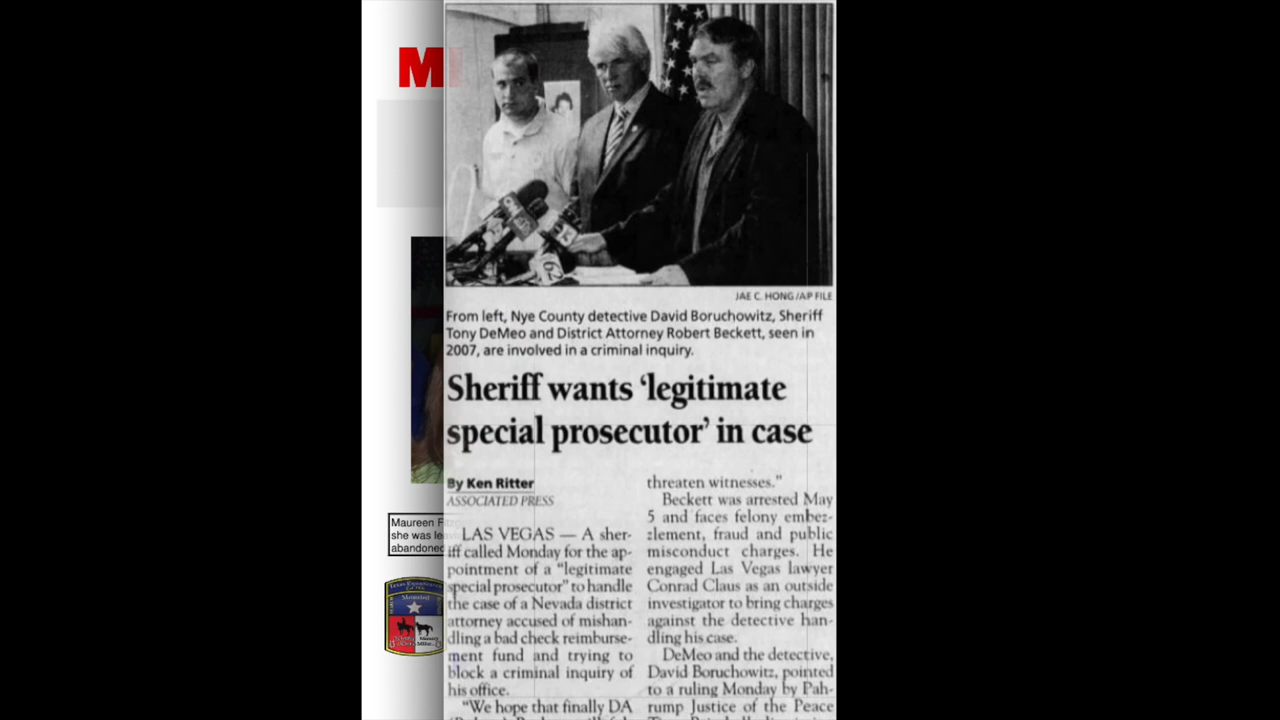 M
JAE C. HONG/AP FILE
From left, Nye County detective David Boruchowitz, Sheriff
Tony DeMeo and District Attorney Robert Beckett, seen in
2007, are involved in a criminal inquiry.
Sheriff wants ‘legitimate
special prosecutor’ in case
By Ken Ritter
ASSOCIATED PRESS
LAS VEGAS — A sher-
iff called Monday for the ap-
pointment of a “legitimate
special prosecutor” to handle
the case of a Nevada district
attorney accused of mishan-
dling a bad check reimburse-
ment fund and trying to
block a criminal inquiry of
his office.
“We hope that finally DA
threaten witnesses.”
Beckett was arrested May
5 and faces felony embez-
zlement, fraud and public
misconduct charges. He
engaged Las Vegas lawyer
Conrad Claus as an outside
investigator to bring charges
against the detective han-
dling his case.
DeMeo and the detective,
David Boruchowitz, pointed
to a ruling Monday by Pah-
rump Justice of the Peace
Maureen
she was
abandoned
Mounted
62